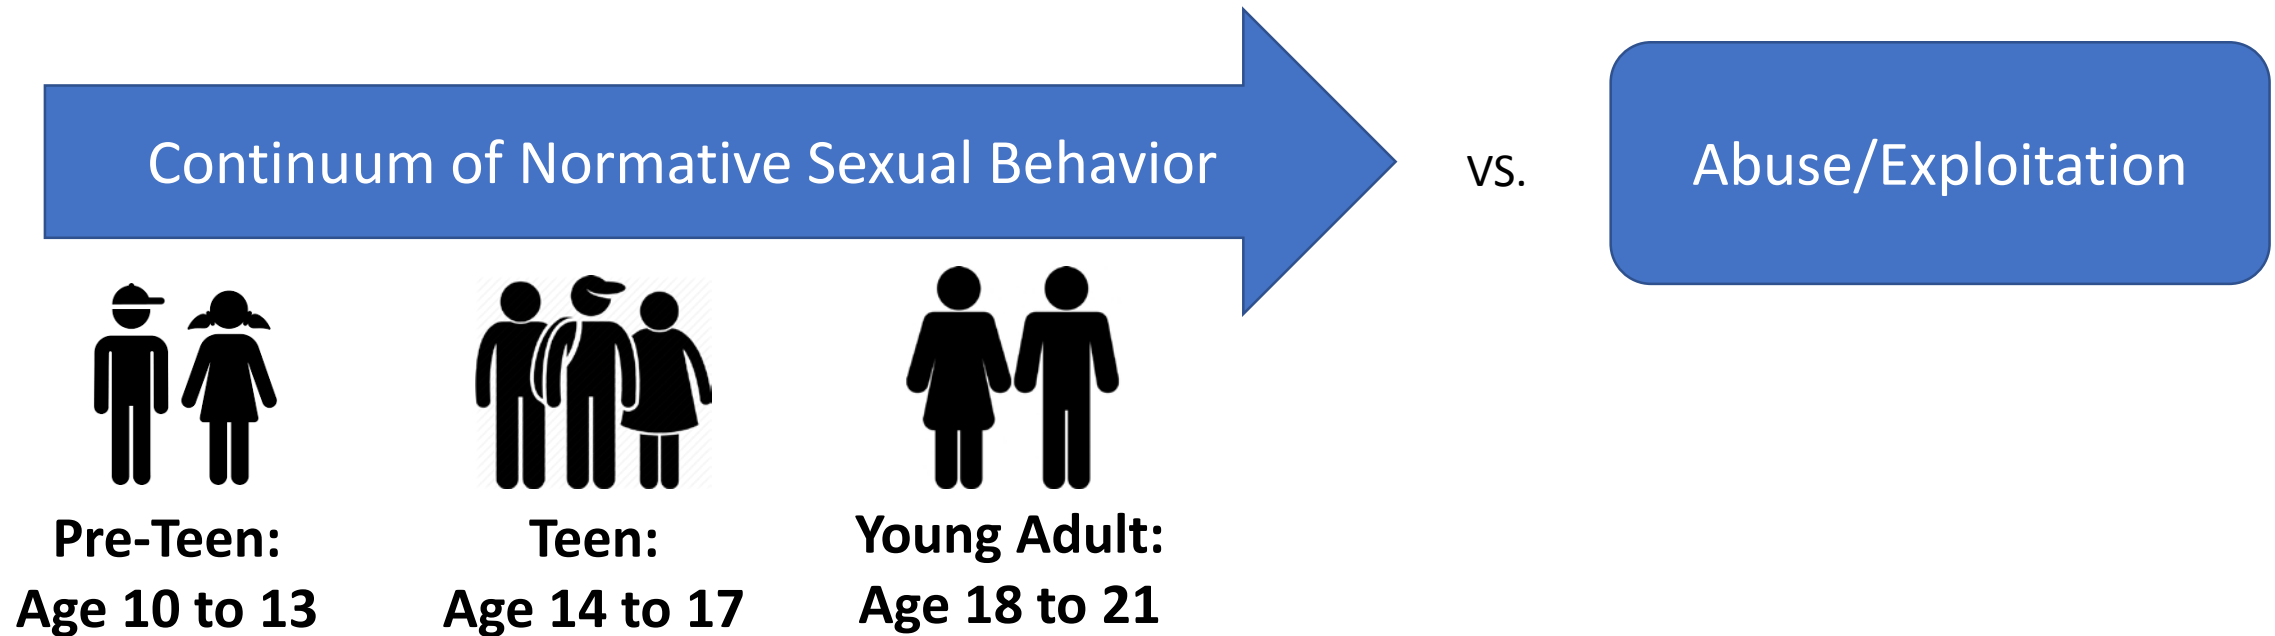 Continuum of Normative Sexual Behavior
vs.
Abuse/Exploitation
Pre-Teen:
Age 10 to 13
Teen:
Age 14 to 17
Young Adult:
Age 18 to 21